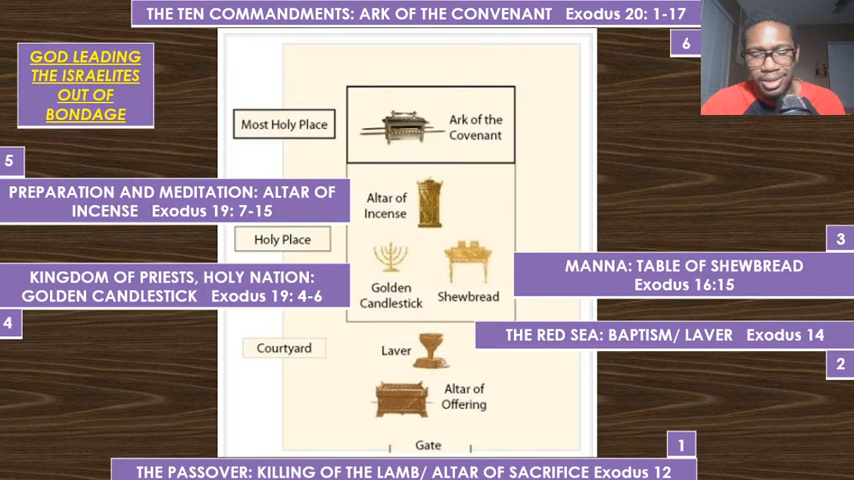 THE TEN COMMANDMENTS: ARK OF THE CONVENANT Exodus 20: 1-17
6
GOD LEADING
THE ISRAELITES
OUT OF
BONDAGE
Most Holy Place
Ark of the
Covenant
5
PREPARATION AND MEDITATION: ALTAR OF
INCENSE Exodus 19: 7-15
Altar of
Incense
Holy Place
3
MANNA: TABLE OF SHEWBREAD
Exodus 16:15
KINGDOM OF PRIESTS, HOLY NATION:
GOLDEN CANDLESTICK Exodus 19: 4-6
4
Golden
Candlestick
Shewbread
THE RED SEA: BAPTISM/ LAVER Exodus 14
2
Courtyard
Laver
Altar of
Offering
Gate
1
THE PASSOVER: KILLING OF THE LAMB/ ALTAR OF SACRIFICE Exodus 12